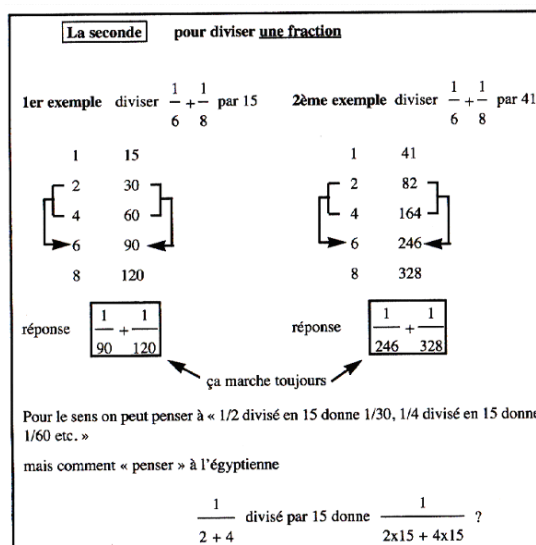 La seconde pour diviser une fraction
1er exemple diviser 1/6 + 1/8 par 15
2ème exemple diviser 1/6 + 1/8 par 41
1 15
2 30
4 60
6 90
8 120
1 41
2 82
4 164
6 246
8 328
réponse 1/90 + 1/120
réponse 1/246 + 1/328
ça marche toujours
Pour le sens on peut penser à « 1/2 divisé en 15 donne 1/30, 1/4 divisé en 15 donne
1/60 etc. »
mais comment « penser » à l'égyptienne
1/(2 + 4) divisé par 15 donne 1/(2x15 + 4x15) ?